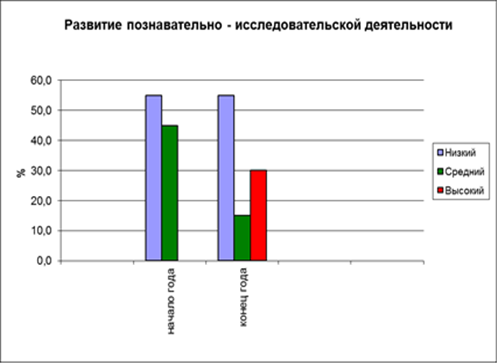 Развитие познавательно - исследовательской деятельности
60,0
50,0
40,0
30,0
20,0
10,0
0,0
%
начало года
конец года
Низкий
Средний
Высокий